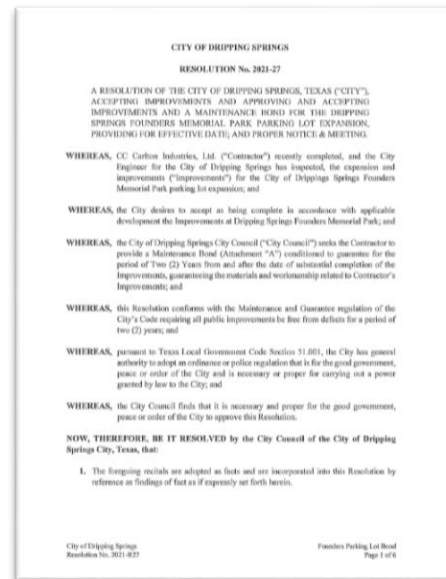 CITY OF DRIPPING SPRINGS
RESOLUTION No. 2021-27
A RESOLUTION OF THE CITY OF DRIPPING SPRINGS, TEXAS ("CITY"),
ACCEPTING IMPROVEMENTS AND APPROVING AND ACCEPTING
IMPROVEMENTS AND A MAINTENANCE BOND FOR THE DRIPPING
SPRINGS FOUNDERS MEMORIAL PARK PARKING LOT EXPANSION,
PROVIDING FOR EFFECTIVE DATE; AND PROPER NOTICE & MEETING.
WHEREAS, CC Carlton Industries, Ltd. ("Contractor") recently completed, and the City
Engineer for the City of Dripping Springs has inspected, the expansion and
improvements ("Improvements") for the City of Drippings Springs Founders
Memorial Park parking lot expansion; and
WHEREAS, the City desires to accept as being complete in accordance with applicable
development the Improvements at Dripping Springs Founders Memorial Park; and
WHEREAS, the City of Dripping Springs City Council ("City Council") seeks the Contractor to
provide a Maintenance Bond (Attachment "A") conditioned to guarantee for the
period of Two (2) Years from and after the date of substantial completion of the
Improvements, guaranteeing the materials and workmanship related to Contractor's
Improvements; and
WHEREAS, this Resolution conforms with the Maintenance and Guarantee regulation of the
City's Code requiring all public improvements be free from defects for a period of
two (2) years; and
WHEREAS, pursuant to Texas Local Government Code Section 51.001, the City has general
authority to adopt an ordinance or police regulation that is for the good government,
peace or order of the City and is necessary or proper for carrying out a power
granted by law to the City; and
WHEREAS, the City Council finds that it is necessary and proper for the good government,
peace or order of the City to approve this Resolution.
NOW, THEREFORE, BE IT RESOLVED by the City Council of the City of Dripping
Springs City, Texas, that:
1. The foregoing recitals are adopted as facts and are incorporated into this Resolution by
reference as findings of fact as if expressly set forth herein.
City of Dripping Springs
Resolution No. 2021-R27
Founders Parking Lot Bond
Page 1 of 6